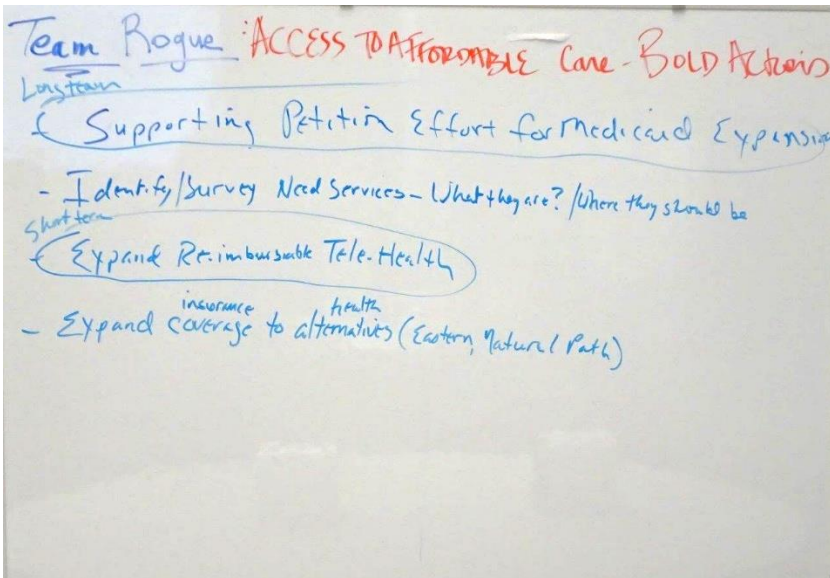 Team Rogue: ACCESS TO AFFORDABLE Care - BOLD Actions
Long term
- Supporting Petition Effort for Medicaid Expansion
- Identify/Survey Need Services - What they are? / Where they should be
Short term
- Expand Reimbursable Tele-Health
insurance health
- Expand coverage to alternatives (Eastern, Natural Path)